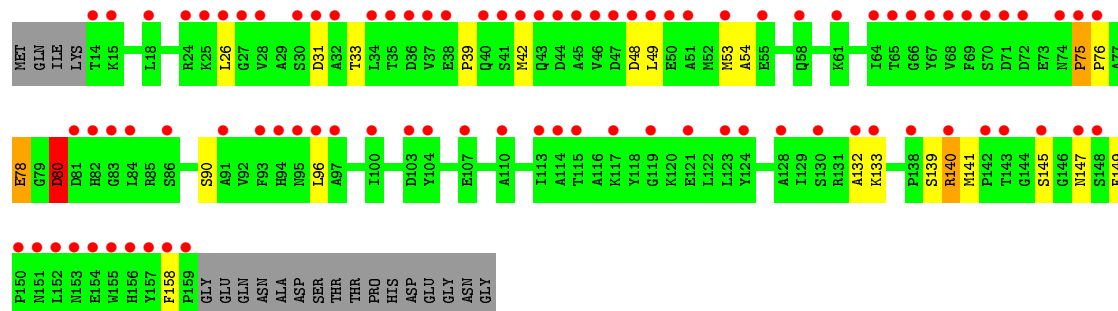 MET GLN ILE LYS T14 K15 L18 R24 K25 L26 G27 V28 A29 S30 D31 A32 T33 L34 T35 D36 V37 E38 P39 Q40 S41 M42 Q43 D44 A45 V46 D47 D48 L49 E50 A51 M52 M53 A54 E55 Q58 K61 I64 T65 G66 Y67 V68 F69 S70 D71 D72 E73 N74 P75 P76 A77
E78 G79 D80 D81 H82 G83 L84 R85 S86 S90 A91 V92 F93 H94 N95 L96 A97 I100 D103 Y104 E107 A110 I113 A114 T115 A116 K117 Y118 G119 K120 E121 L122 L123 Y124 A128 I129 S130 R131 A132 K133 P138 S139 R140 M141 P142 T143 G144 S145 G146 N147 S148 E149
P150 N151 L152 N153 E154 W155 H156 Y157 F158 P159 GLY GLU GLN ASN ALA ASP SER THR THR PRO HIS ASP GLU GLY ASN GLY